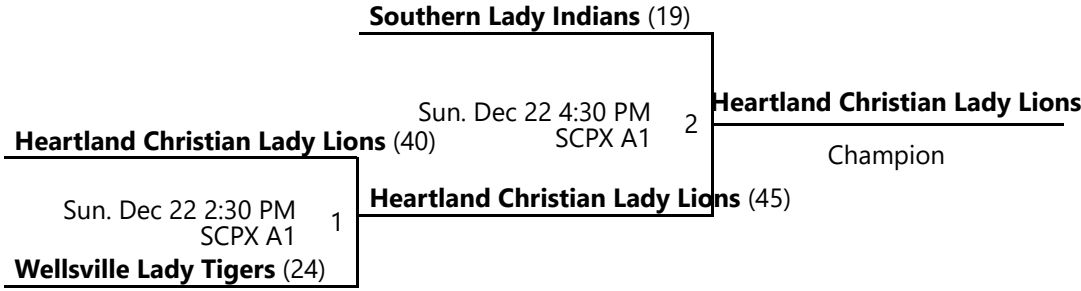 Southern Lady Indians (19)
Sun. Dec 22 4:30 PM
SCPX A1
2
Heartland Christian Lady Lions
Champion
Heartland Christian Lady Lions (40)
Heartland Christian Lady Lions (45)
Sun. Dec 22 2:30 PM
SCPX A1
1
Wellsville Lady Tigers (24)